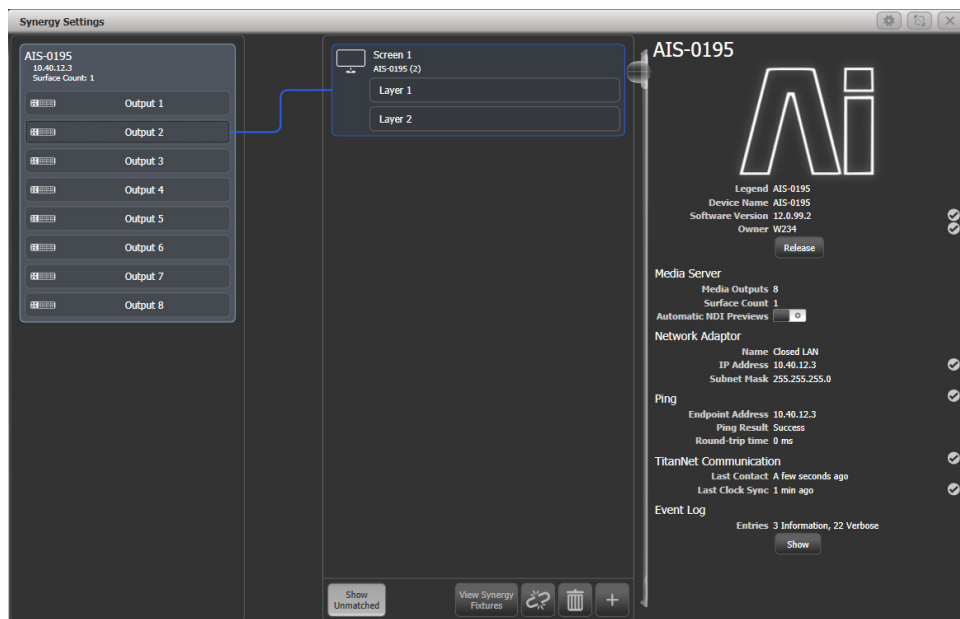 Synergy Settings
AIS-0195
10.40.12.3
Surface Count: 1
Output 1
Output 2
Output 3
Output 4
Output 5
Output 6
Output 7
Output 8
Screen 1
AIS-0195 (2)
Layer 1
Layer 2
Show
Unmatched
View Synergy
Fixtures
AIS-0195
Ai
Legend AIS-0195
Device Name AIS-0195
Software Version 12.0.99.2
Owner W234
Release
Media Server
Media Outputs 8
Surface Count 1
Automatic NDI Previews
Network Adaptor
Name Closed LAN
IP Address 10.40.12.3
Subnet Mask 255.255.255.0
Ping
Endpoint Address 10.40.12.3
Ping Result Success
Round-trip time 0 ms
TitanNet Communication
Last Contact A few seconds ago
Last Clock Sync 1 min ago
Event Log
Entries 3 Information, 22 Verbose
Show